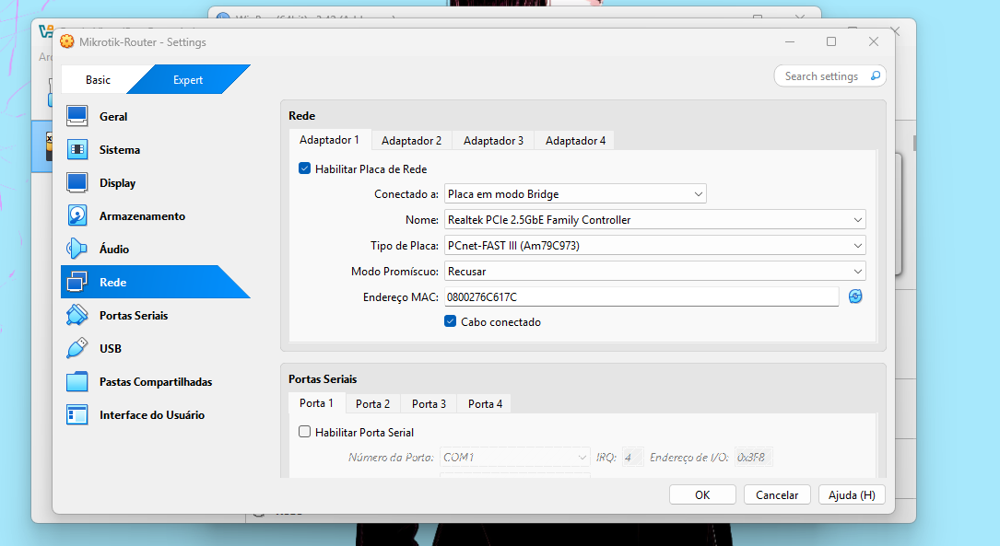 Mikrotik-Router - Settings
Basic
Expert
Search settings
Geral
Sistema
Display
Armazenamento
Áudio
Rede
Portas Seriais
USB
Pastas Compartilhadas
Interface do Usuário
Rede
Adaptador 1 Adaptador 2 Adaptador 3 Adaptador 4
Habilitar Placa de Rede
Conectado a: Placa em modo Bridge
Nome: Realtek PCIe 2.5GbE Family Controller
Tipo de Placa: PCnet-FAST III (Am79C973)
Modo Promíscuo: Recusar
Endereço MAC: 0800276C617C
Cabo conectado
Portas Seriais
Porta 1 Porta 2 Porta 3 Porta 4
Habilitar Porta Serial
Número da Porta: COM1 IRQ: 4 Endereço de I/O: 0x3F8
OK Cancelar Ajuda (H)